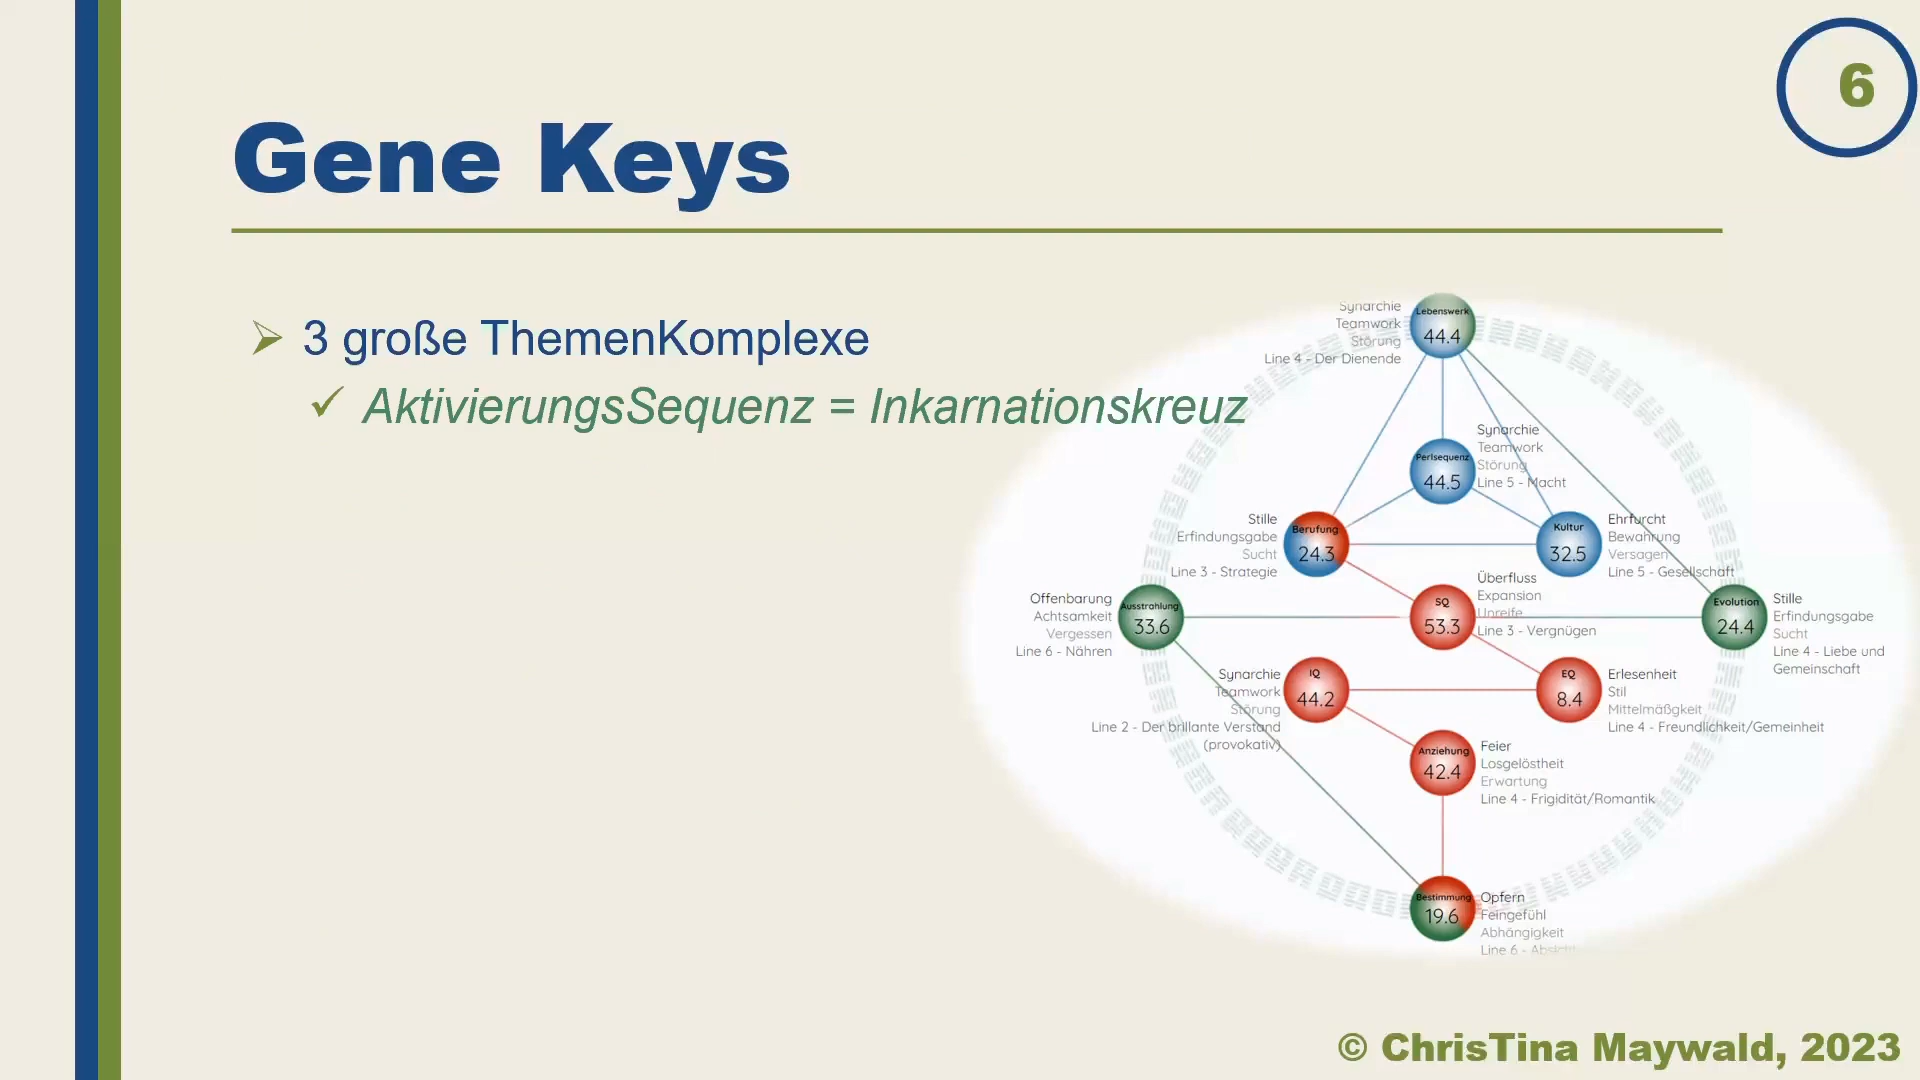 6
Gene Keys
3 große ThemenKomplexe
AktivierungsSequenz = Inkarnationskreuz
Synarchie
Teamwork
Störung
Line 4 - Der Dienende
Lebenswerk
44.4
Synarchie
Teamwork
Störung
Line 5 - Macht
Perlsequenz
44.5
Stille
Erfindungsgabe
Sucht
Line 3 - Strategie
Berufung
24.3
Kultur
32.5
Ehrfurcht
Bewahrung
Versagen
Line 5 - Gesellschaft
Offenbarung
Achtsamkeit
Vergessen
Line 6 - Nähren
Ausstrahlung
33.6
SQ
53.3
Überfluss
Expansion
Unreife
Line 3 - Vergnügen
Evolution
24.4
Stille
Erfindungsgabe
Sucht
Line 4 - Liebe und
Gemeinschaft
Synarchie
Teamwork
Störung
Line 2 - Der brillante Verstand
(provokativ)
IQ
44.2
EQ
8.4
Erlesenheit
Stil
Mittelmäßgkeit
Line 4 - Freundlichkeit/Gemeinheit
Anziehung
42.4
Feier
Losgelöstheit
Erwartung
Line 4 - Frigidität/Romantik
Bestimmung
19.6
Opfern
Feingefühl
Abhängigkeit
Line 6 - Absicht
© ChrisTina Maywald, 2023